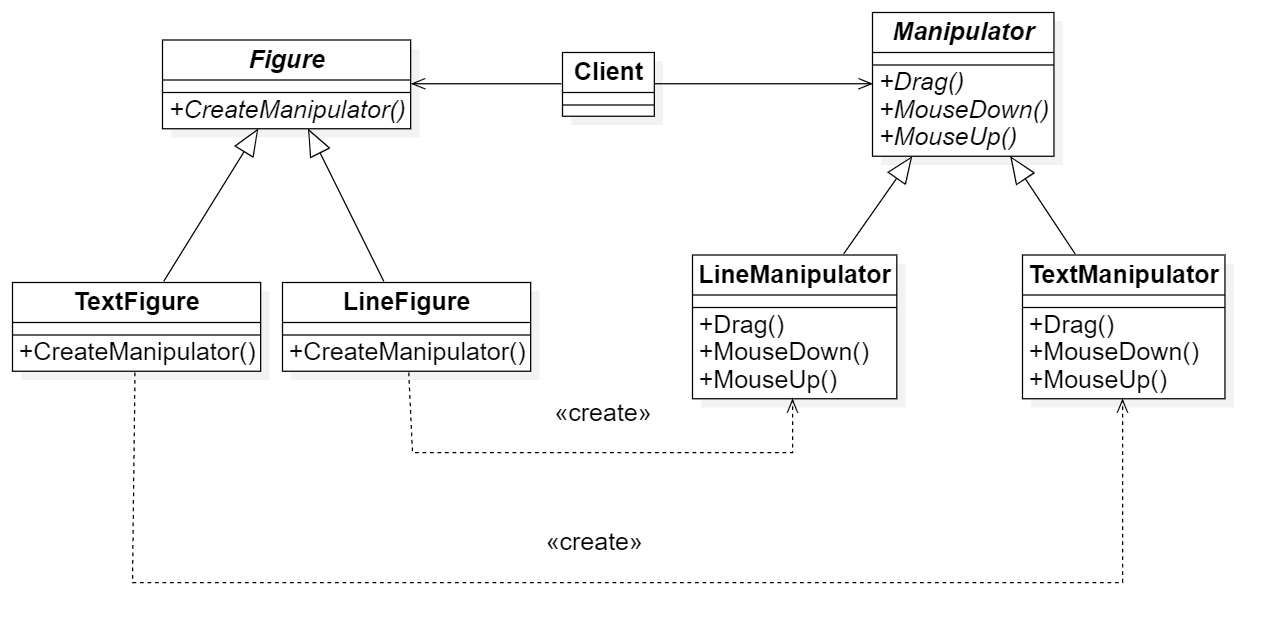 Figure
+CreateManipulator()
Client
Manipulator
+Drag()
+MouseDown()
+MouseUp()
TextFigure
+CreateManipulator()
LineFigure
+CreateManipulator()
LineManipulator
+Drag()
+MouseDown()
+MouseUp()
TextManipulator
+Drag()
+MouseDown()
+MouseUp()
«create»
«create»